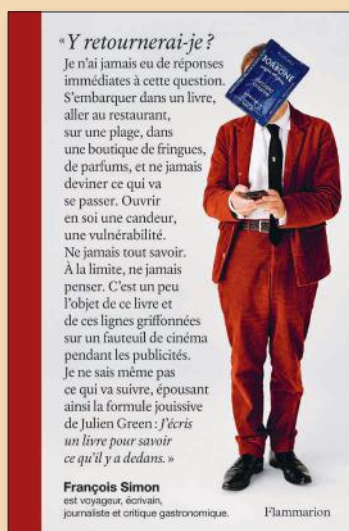 «Y retournerai-je?
Je n'ai jamais eu de réponses
immédiates à cette question.
S'embarquer dans un livre,
aller au restaurant,
sur une plage, dans
une boutique de fringues,
de parfums, et ne jamais
deviner ce qui va
se passer. Ouvrir
en soi une candeur,
une vulnérabilité.
Ne jamais tout savoir.
À la limite, ne jamais
penser. C'est un peu
l'objet de ce livre et
de ces lignes griffonnées
sur un fauteuil de cinéma
pendant les publicités.
Je ne sais même pas
ce qui va suivre, épousant
ainsi la formule jouissive
de Julien Green : J'écris
un livre pour savoir
ce qu'il y a dedans.»
François Simon
est voyageur, écrivain,
journaliste et critique gastronomique.
Flammarion